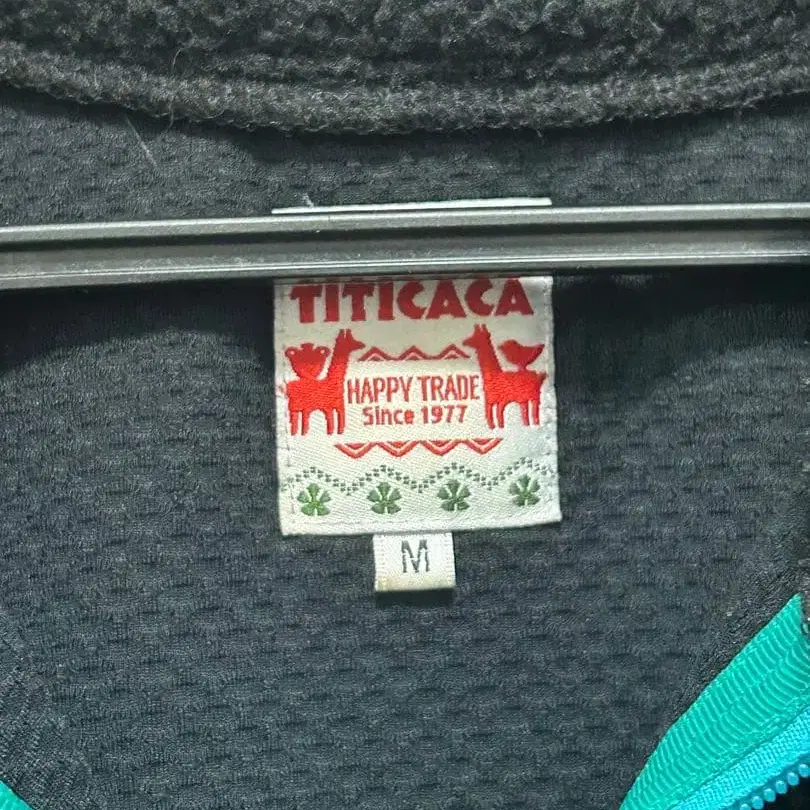 TITICACA
HAPPY TRADE
Since 1977
M